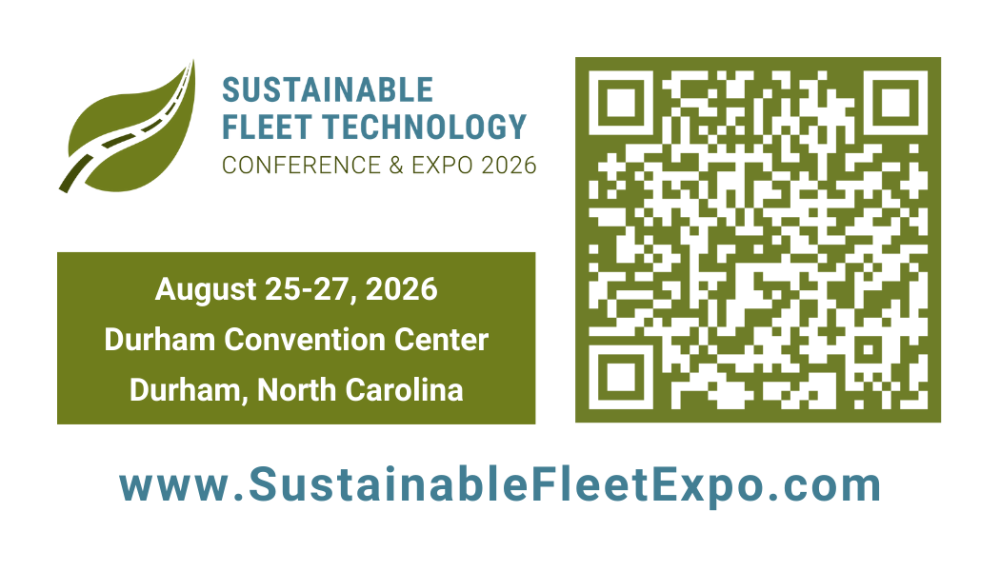 SUSTAINABLE
FLEET TECHNOLOGY
CONFERENCE & EXPO 2026
August 25-27, 2026
Durham Convention Center
Durham, North Carolina
www.SustainableFleetExpo.com